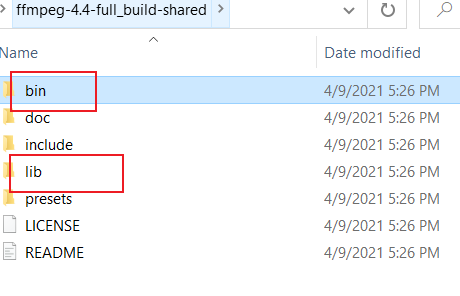 ffmpeg-4.4-full_build-shared
Name Date modified
bin 4/9/2021 5:26 PM
doc 4/9/2021 5:26 PM
include 4/9/2021 5:26 PM
lib 4/9/2021 5:26 PM
presets 4/9/2021 5:26 PM
LICENSE 4/9/2021 5:26 PM
README 4/9/2021 5:26 PM